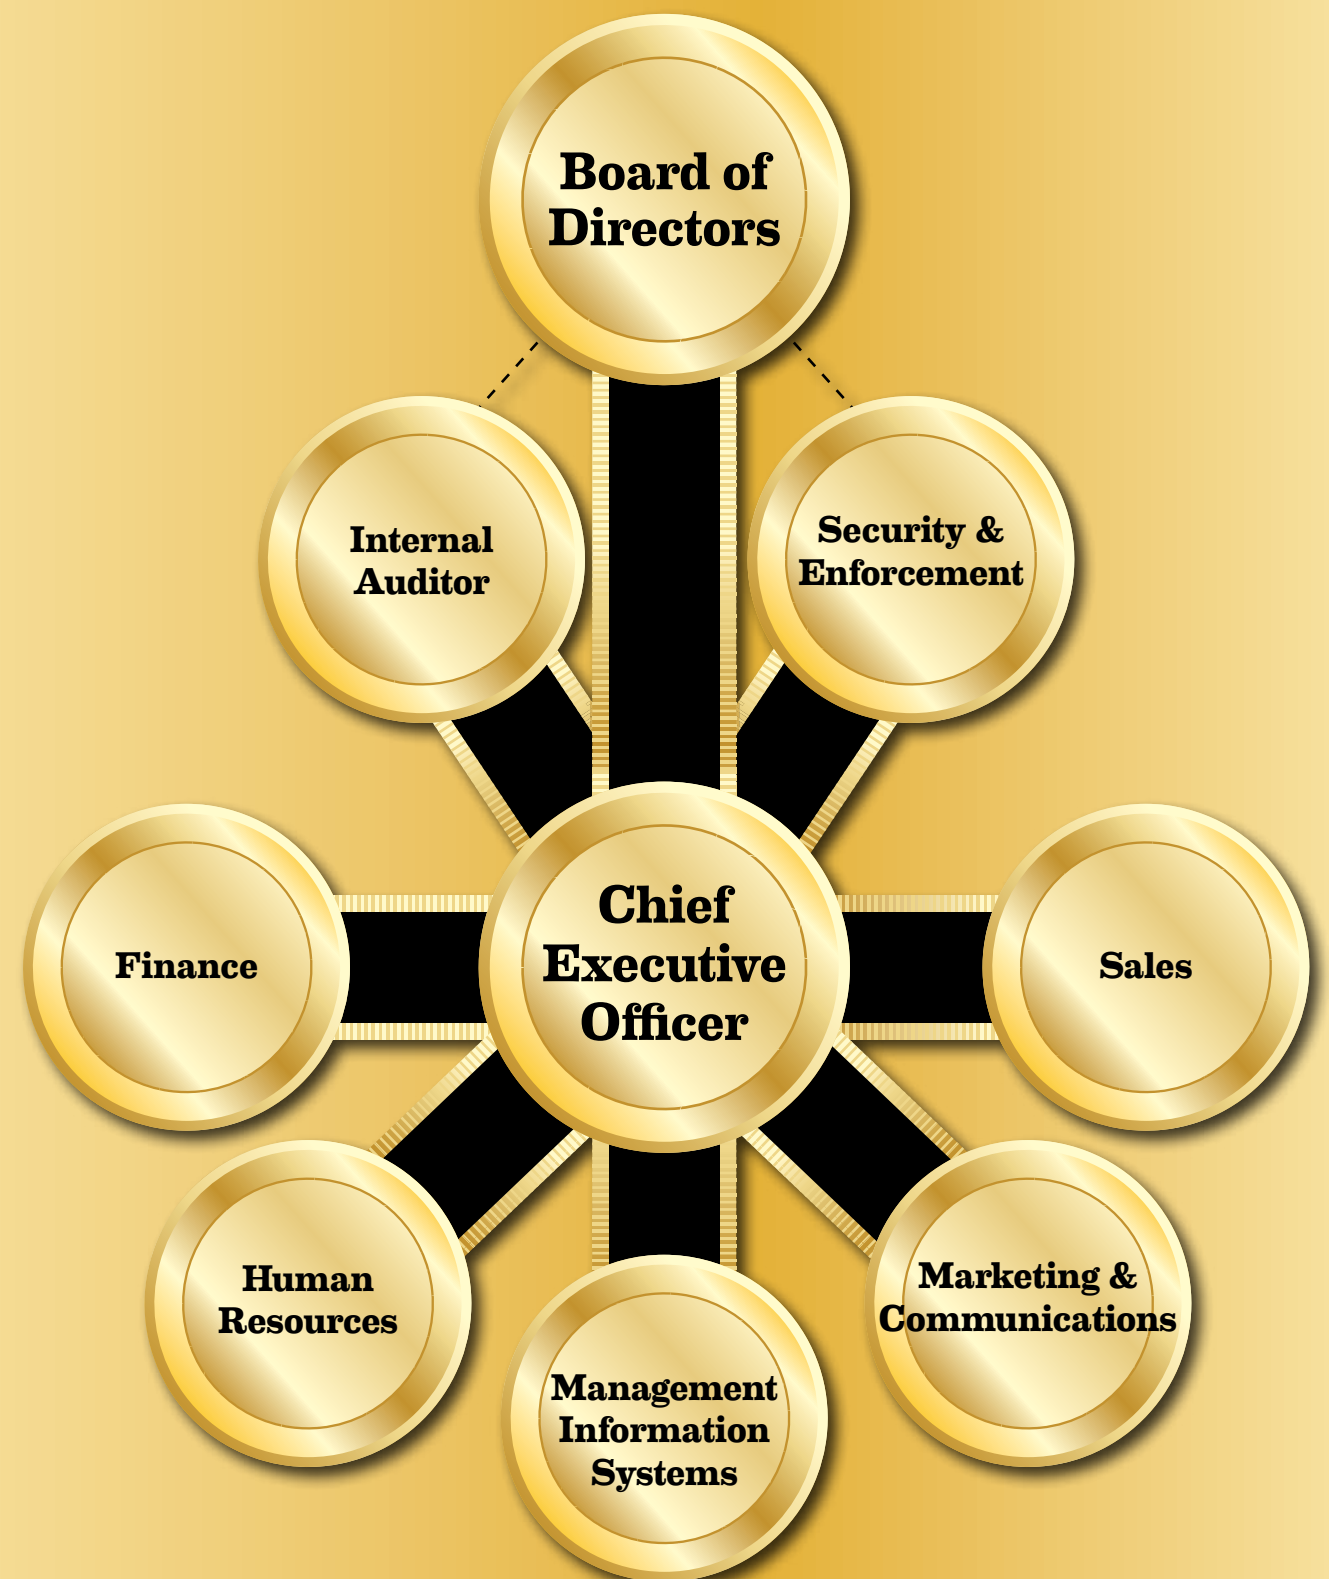 Board of
Directors
Internal
Auditor
Security &
Enforcement
Finance
Chief
Executive
Officer
Sales
Human
Resources
Management
Information
Systems
Marketing &
Communications